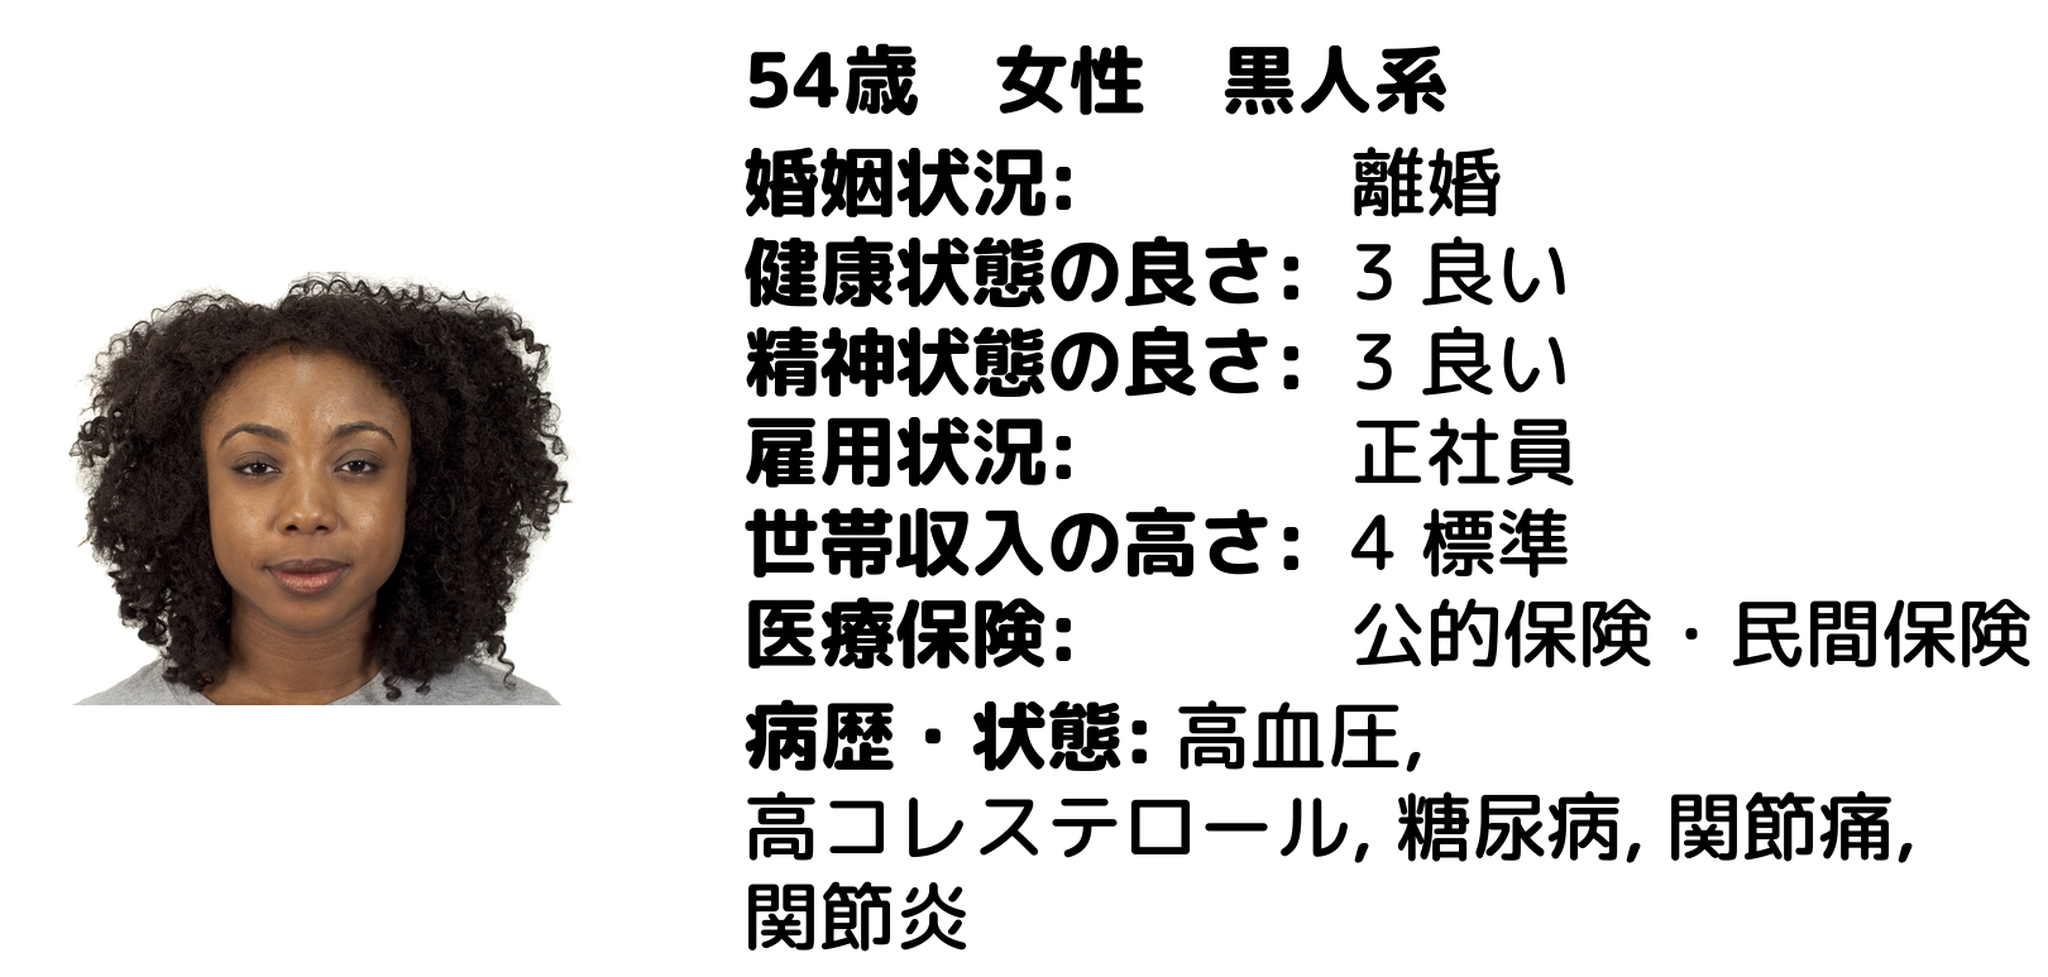 54歳　女性　黒人系
婚姻状況: 離婚
健康状態の良さ: 3 良い
精神状態の良さ: 3 良い
雇用状況: 正社員
世帯収入の高さ: 4 標準
医療保険: 公的保険・民間保険
病歴・状態: 高血圧,
高コレステロール, 糖尿病, 関節痛,
関節炎